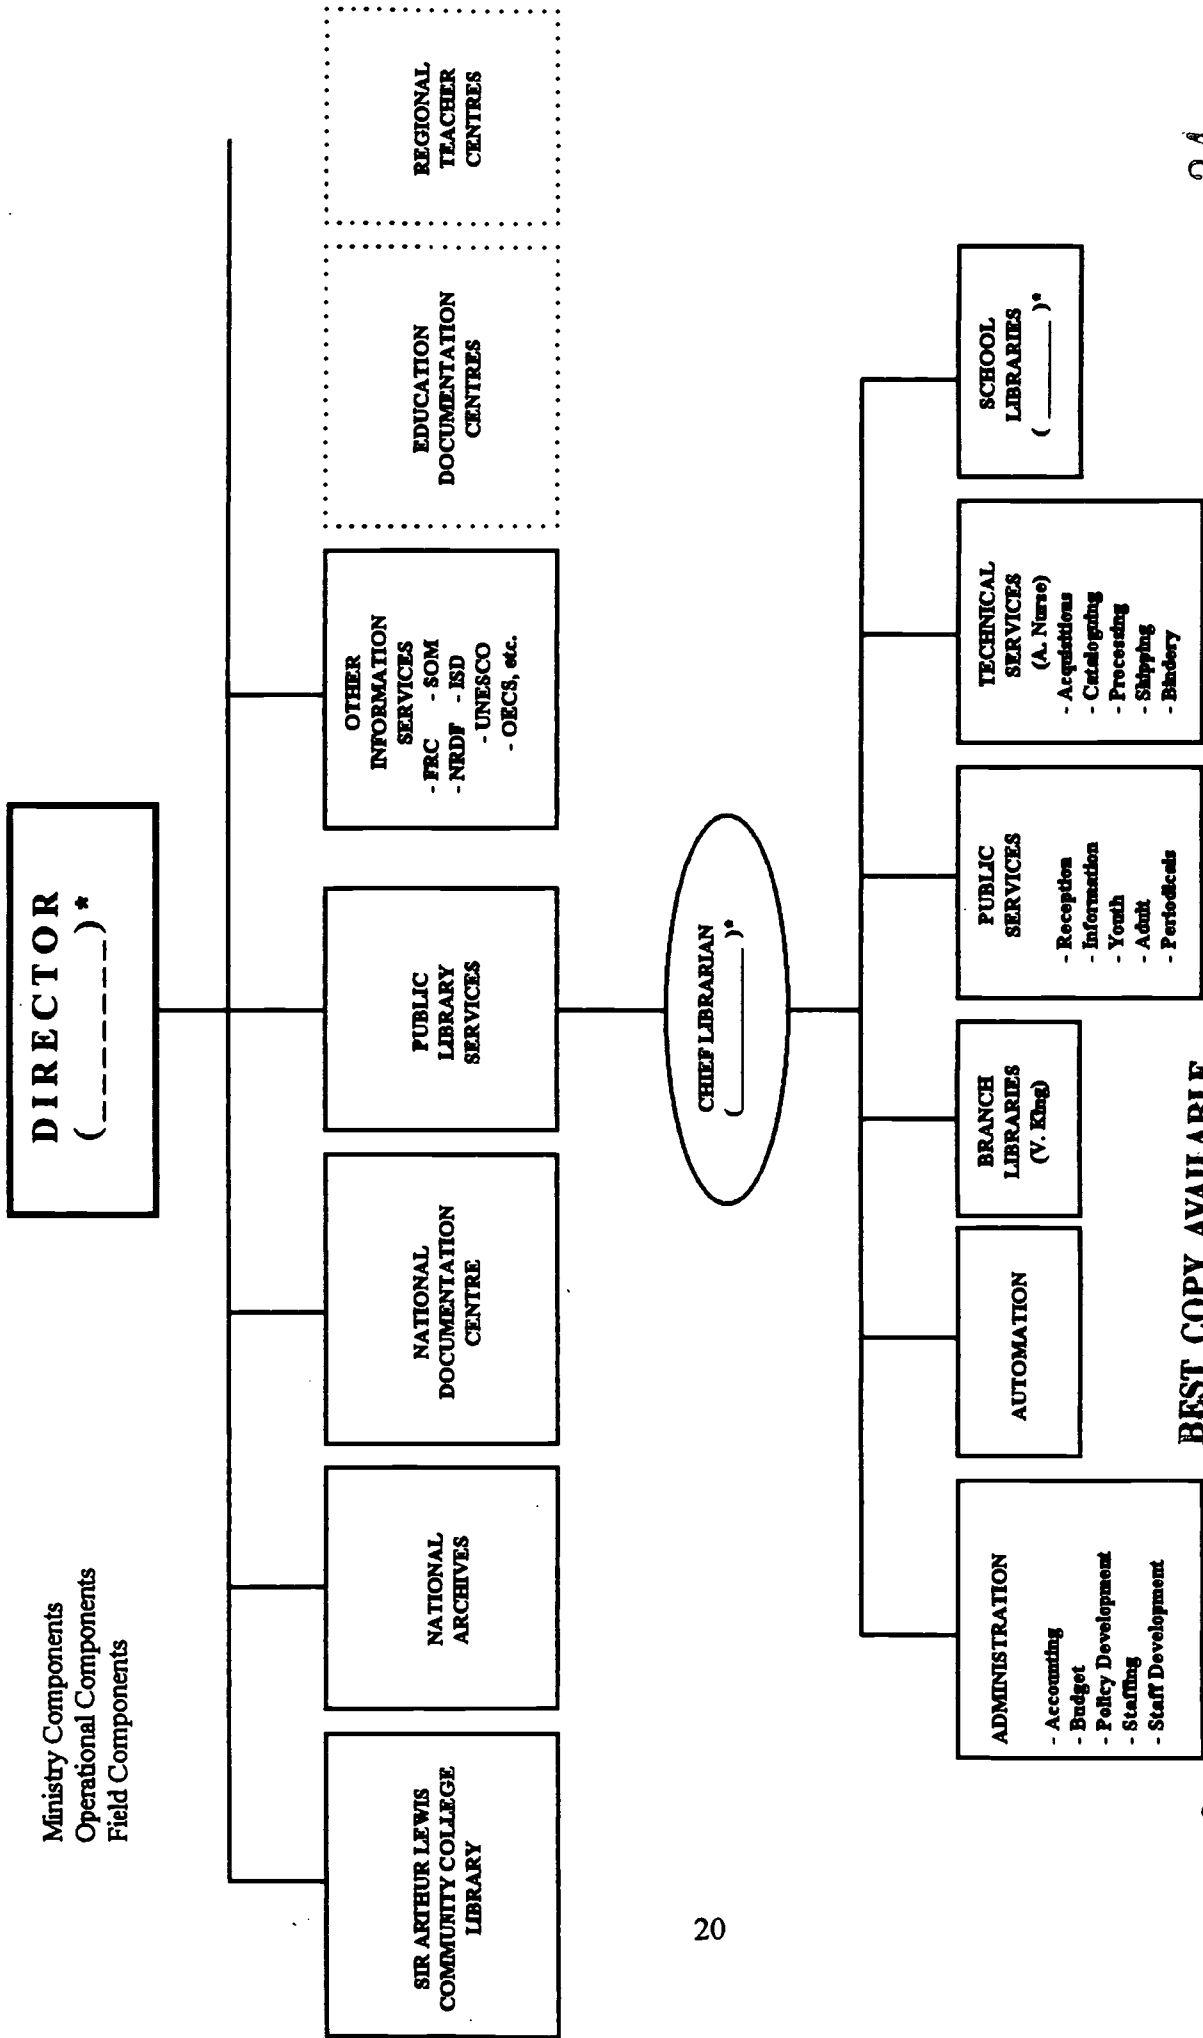 Ministry Components
Operational Components
Field Components
DIRECTOR
(_______)*
SIR ARTHUR LEWIS
COMMUNITY COLLEGE
LIBRARY
NATIONAL
ARCHIVES
NATIONAL
DOCUMENTATION
CENTRE
PUBLIC
LIBRARY
SERVICES
OTHER
INFORMATION
SERVICES
- FRC - SOM
- NRDF - ISD
- UNESCO
- OECS, etc.
EDUCATION
DOCUMENTATION
CENTRES
REGIONAL
TEACHER
CENTRES
CHIEF LIBRARIAN
(__________)*
ADMINISTRATION
- Accounting
- Budget
- Policy Development
- Staffing
- Staff Development
AUTOMATION
BRANCH
LIBRARIES
(V. King)
PUBLIC
SERVICES
- Reception
- Information
- Youth
- Adult
- Periodicals
TECHNICAL
SERVICES
(A. Nurse)
- Acquisitions
- Cataloguing
- Processing
- Shipping
- Bindery
SCHOOL
LIBRARIES
(________)*
20
BEST COPY AVAILABLE